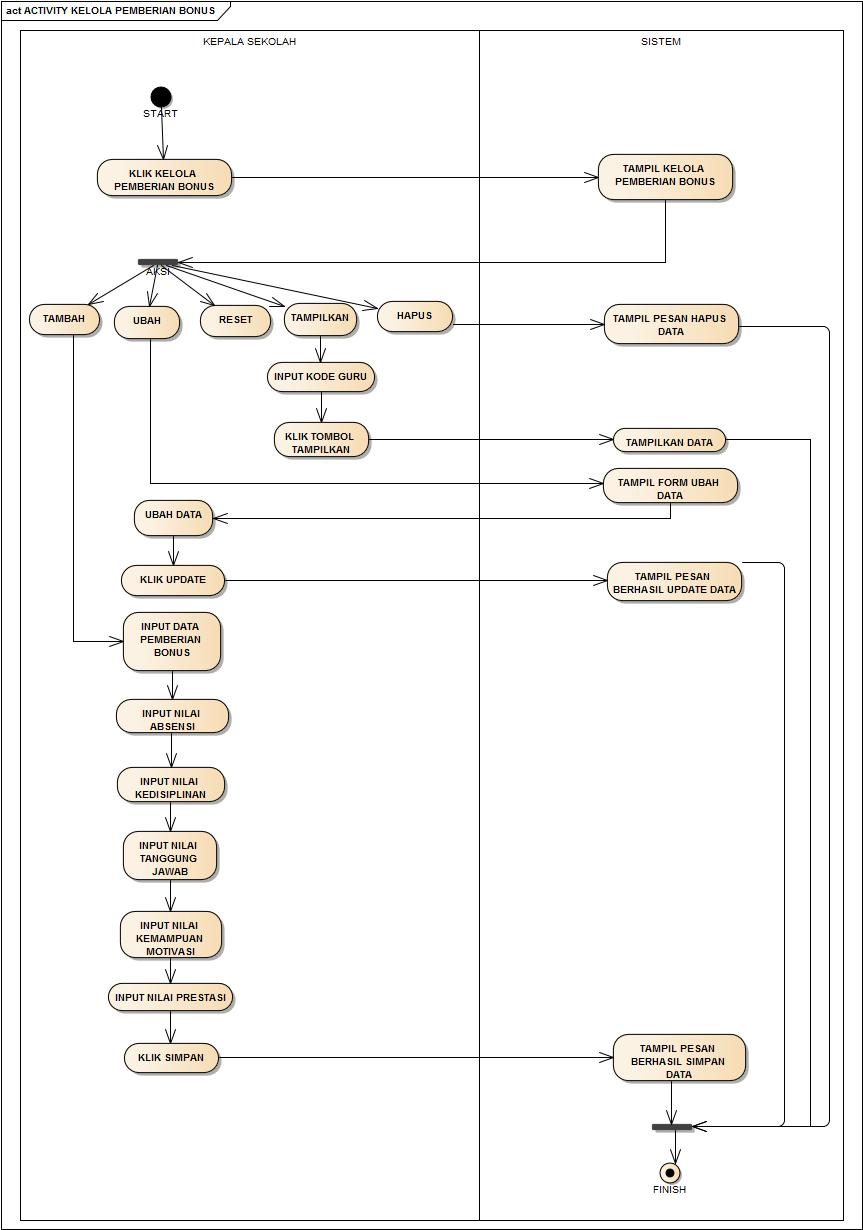 act ACTIVITY KELOLA PEMBERIAN BONUS
KEPALA SEKOLAH
SISTEM
START
KLIK KELOLA
PEMBERIAN BONUS
TAMPIL KELOLA
PEMBERIAN BONUS
AKSI
TAMBAH
UBAH
RESET
TAMPILKAN
HAPUS
TAMPIL PESAN HAPUS
DATA
INPUT KODE GURU
KLIK TOMBOL
TAMPILKAN
TAMPILKAN DATA
TAMPIL FORM UBAH
DATA
UBAH DATA
KLIK UPDATE
TAMPIL PESAN
BERHASIL UPDATE DATA
INPUT DATA
PEMBERIAN
BONUS
INPUT NILAI
ABSENSI
INPUT NILAI
KEDISIPLINAN
INPUT NILAI
TANGGUNG
JAWAB
INPUT NILAI
KEMAMPUAN
MOTIVASI
INPUT NILAI PRESTASI
KLIK SIMPAN
TAMPIL PESAN
BERHASIL SIMPAN
DATA
FINISH